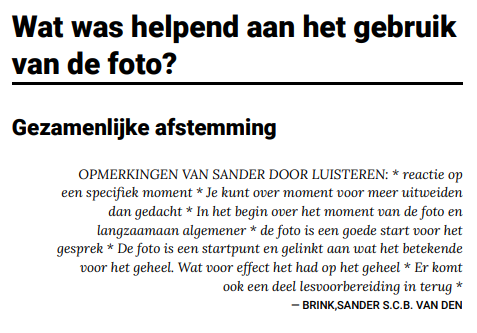 Wat was helpend aan het gebruik
van de foto?
Gezamenlijke afstemming
OPMERKINGEN VAN SANDER DOOR LUISTEREN: * reactie op
een specifiek moment * Je kunt over moment voor meer uitweiden
dan gedacht * In het begin over het moment van de foto en
langzaamaan algemener * de foto is een goede start voor het
gesprek * De foto is een startpunt en gelinkt aan wat het betekende
voor het geheel. Wat voor effect het had op het geheel * Er komt
ook een deel lesvoorbereiding in terug *
— BRINK,SANDER S.C.B. VAN DEN